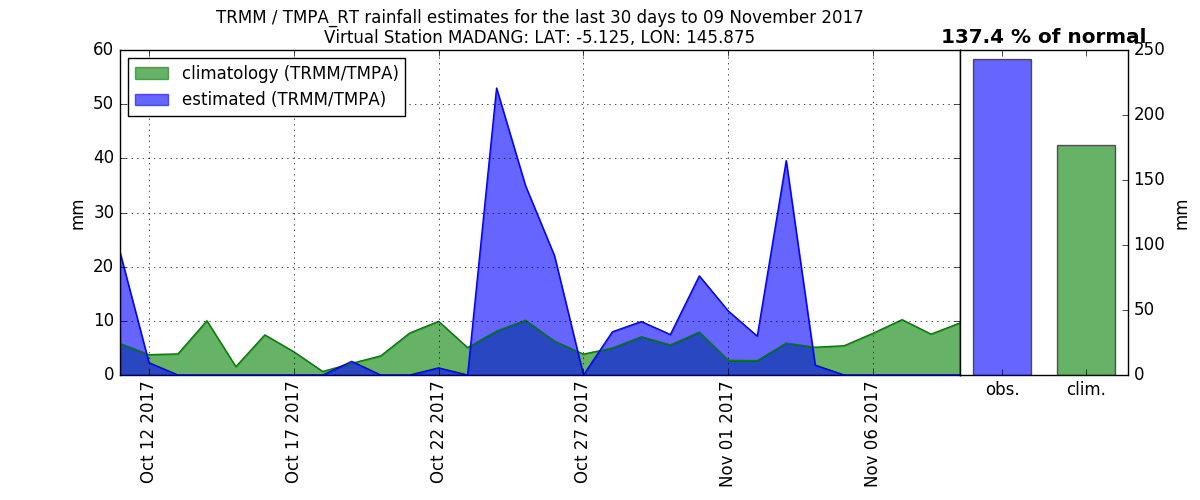 TRMM / TMPA_RT rainfall estimates for the last 30 days to 09 November 2017
Virtual Station MADANG: LAT: -5.125, LON: 145.875
137.4 % of normal
climatology (TRMM/TMPA)
estimated (TRMM/TMPA)
60
50
40
30
20
10
0
mm
Oct 12 2017
Oct 17 2017
Oct 22 2017
Oct 27 2017
Nov 01 2017
Nov 06 2017
250
200
150
100
50
0
mm
obs.
clim.